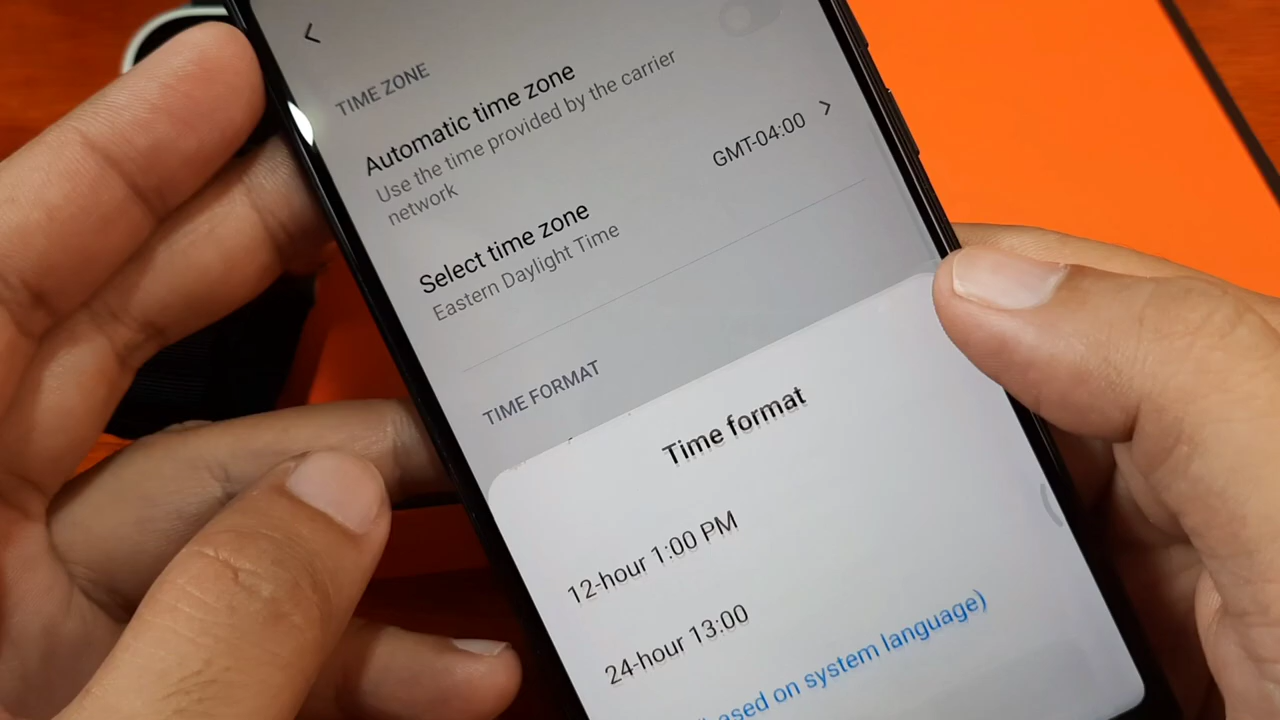 TIME ZONE
Automatic time zone
Use the time provided by the carrier
network
Select time zone
Eastern Daylight Time
GMT-04:00
TIME FORMAT
Time format
12-hour 1:00 PM
24-hour 13:00
on system language)